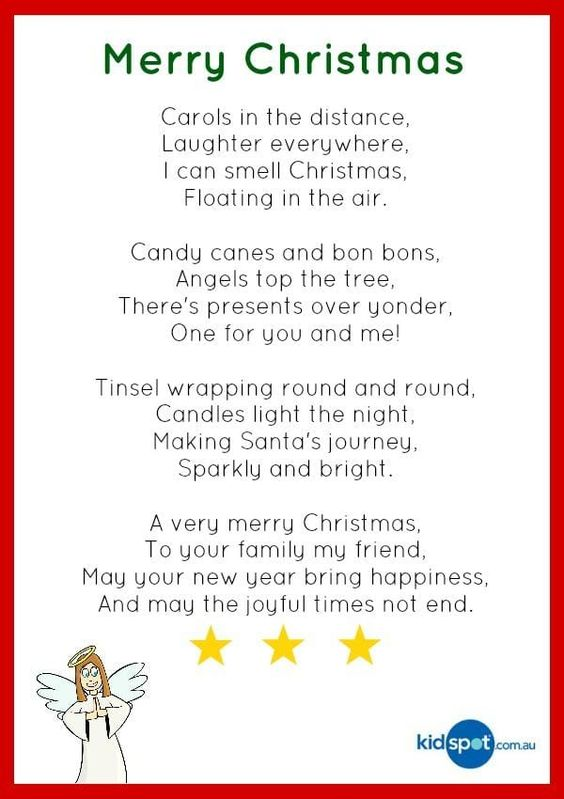 Merry Christmas
Carols in the distance,
Laughter everywhere,
I can smell Christmas,
Floating in the air.
Candy canes and bon bons,
Angels top the tree,
There's presents over yonder,
One for you and me!
Tinsel wrapping round and round,
Candles light the night,
Making Santa's journey,
Sparkly and bright.
A very merry Christmas,
To your family my friend,
May your new year bring happiness,
And may the joyful times not end.
kidspot.com.au